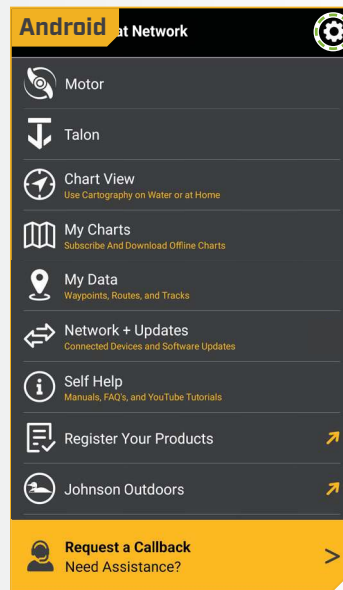 Android
at Network
Motor
Talon
Chart View
Use Cartography on Water or at Home
My Charts
Subscribe And Download Offline Charts
My Data
Waypoints, Routes, and Tracks
Network + Updates
Connected Devices and Software Updates
Self Help
Manuals, FAQ's, and YouTube Tutorials
Register Your Products
Johnson Outdoors
Request a Callback
Need Assistance?